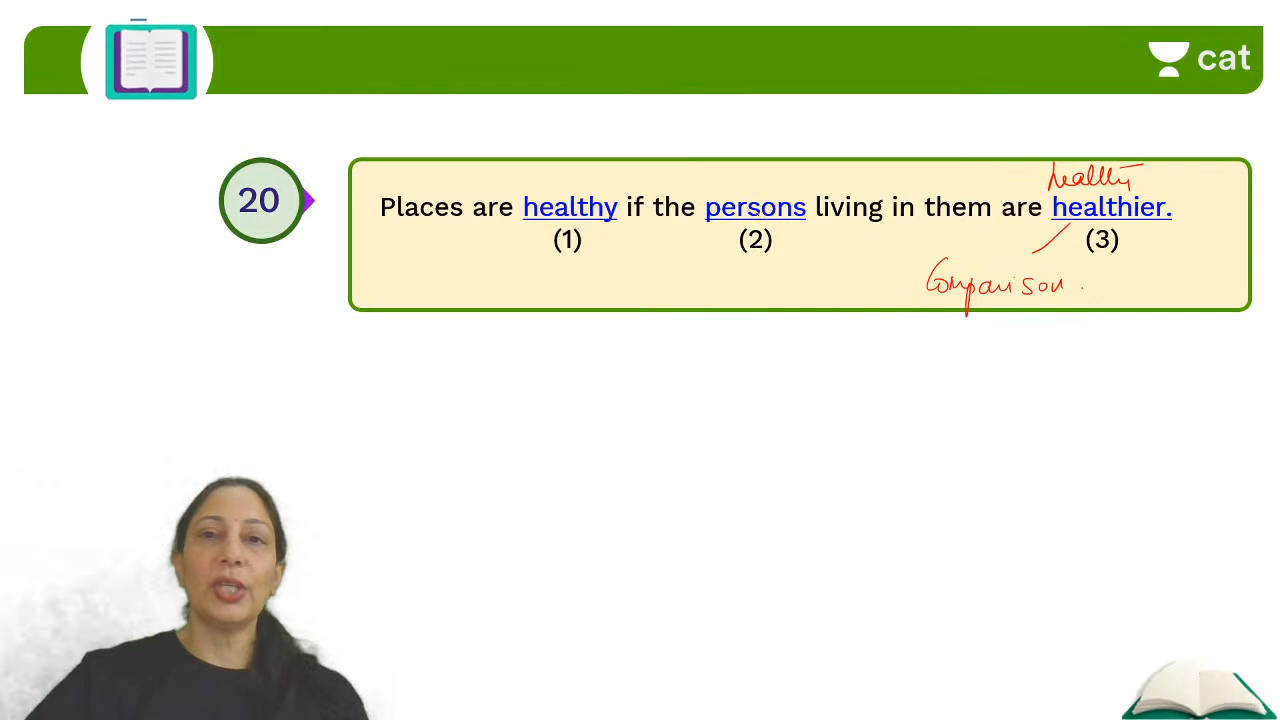 cat
20
healthy
Places are healthy if the persons living in them are healthier.
(1) (2) (3)
Comparison.